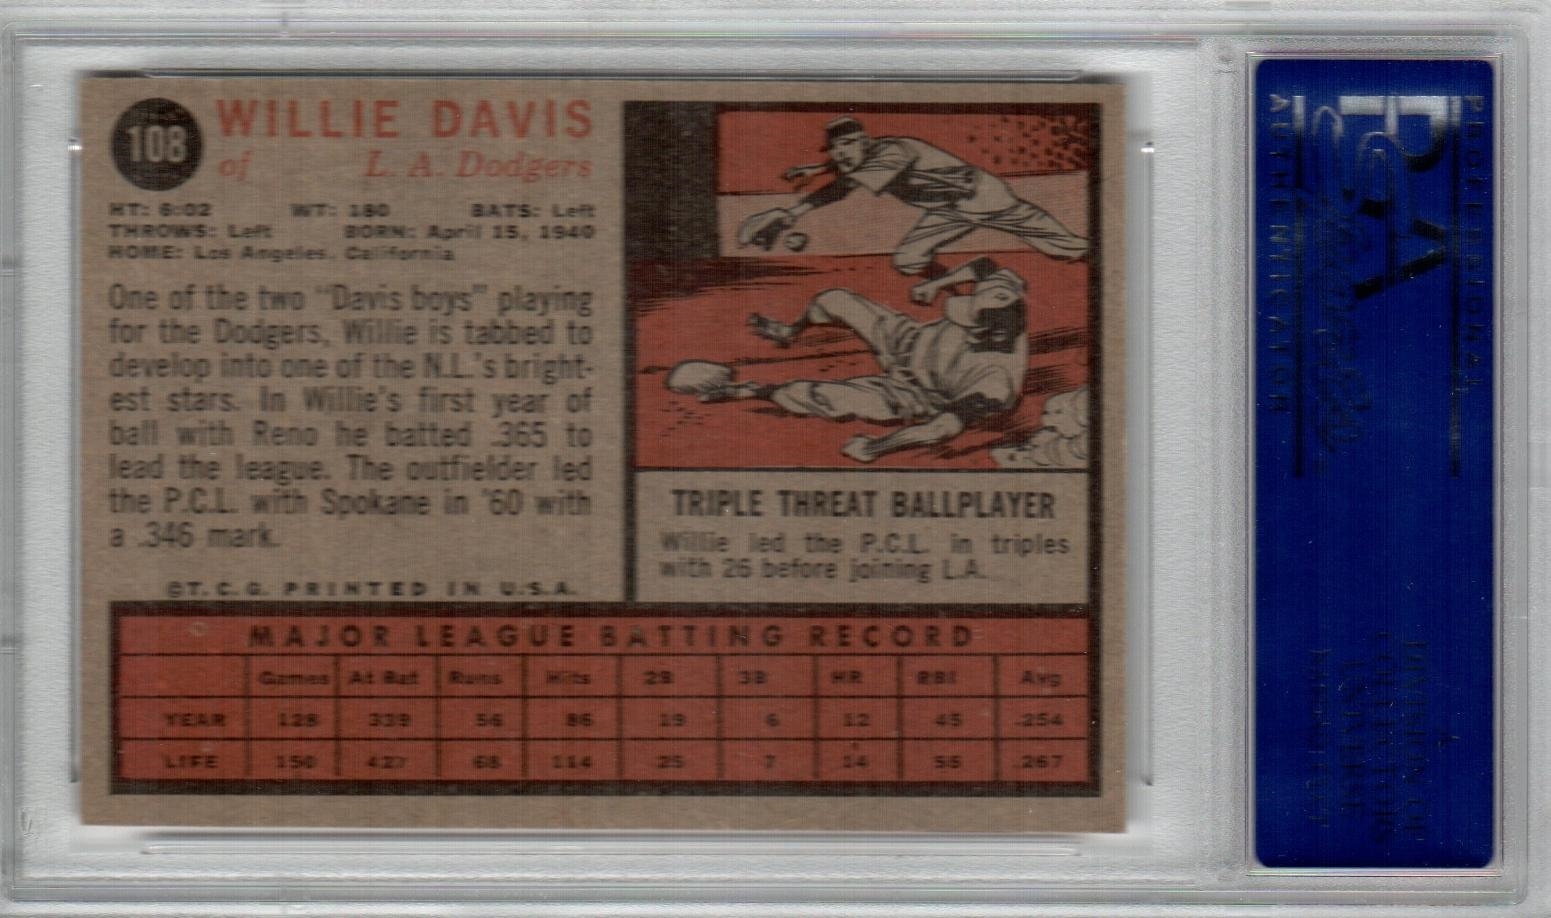 108
WILLIE DAVIS
of L. A. Dodgers
HT: 6:02 WT: 180 BATS: Left
THROWS: Left BORN: April 15, 1940
HOME: Los Angeles, California
One of the two "Davis boys" playing
for the Dodgers, Willie is tabbed to
develop into one of the N.L.'s bright-
est stars. In Willie's first year of
ball with Reno he batted .365 to
lead the league. The outfielder led
the P.C.L. with Spokane in '60 with
a .346 mark.
©T.C.G. PRINTED IN U.S.A.
TRIPLE THREAT BALLPLAYER
Willie led the P.C.L. in triples
with 26 before joining L.A.
MAJOR LEAGUE BATTING RECORD
Games At Bat Runs Hits 2B 3B HR RBI Avg
YEAR 128 339 56 86 19 6 12 45 .254
LIFE 150 427 68 114 25 7 14 56 .267
PROFESSIONAL
PSA
AUTHENTICATOR
DIVISION OF
COLLECTORS
UNIVERSE